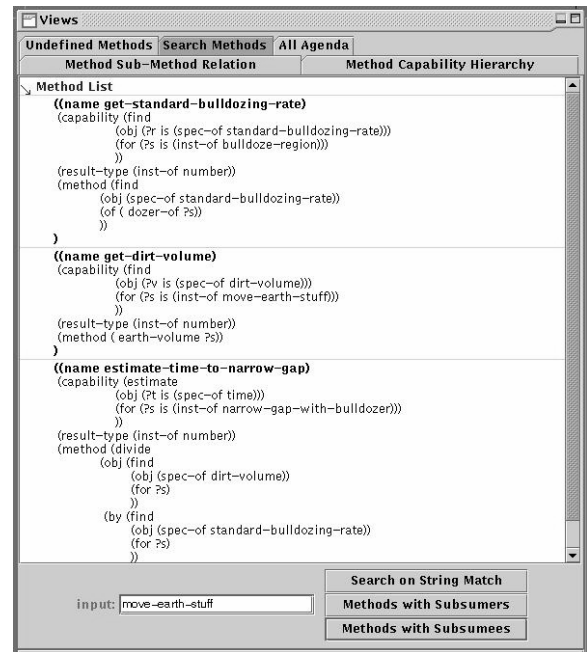 Views
Undefined Methods Search Methods All Agenda
Method Sub-Method Relation Method Capability Hierarchy
Method List
((name get-standard-bulldozing-rate)
(capability (find
(obj (?r is (spec-of standard-bulldozing-rate)))
(for (?s is (inst-of bulldoze-region)))
))
(result-type (inst-of number))
(method (find
(obj (spec-of standard-bulldozing-rate))
(of ( dozer-of ?s))
))
)
((name get-dirt-volume)
(capability (find
(obj (?v is (spec-of dirt-volume)))
(for (?s is (inst-of move-earth-stuff)))
))
(result-type (inst-of number))
(method ( earth-volume ?s))
)
((name estimate-time-to-narrow-gap)
(capability (estimate
(obj (?t is (spec-of time)))
(for (?s is (inst-of narrow-gap-with-bulldozer)))
))
(result-type (inst-of number))
(method (divide
(obj (find
(obj (spec-of dirt-volume))
(for ?s)
))
(by (find
(obj (spec-of standard-bulldozing-rate))
(for ?s)
))
Search on String Match
input: move-earth-stuff Methods with Subsumers
Methods with Subsumees